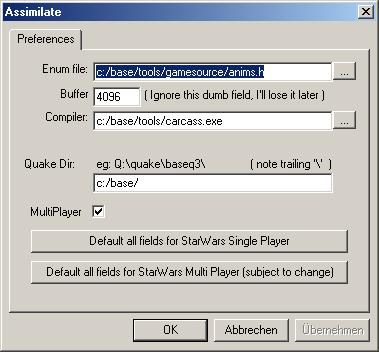 Assimilate
Preferences
Enum file: c:/base/tools/gamesource/anims.h ...
Buffer 4096 ( Ignore this dumb field, I'll lose it later )
Compiler: c:/base/tools/carcass.exe ...
Quake Dir: eg: Q:\quake\baseq3\ ( note trailing '\' )
c:/base/
MultiPlayer
Default all fields for StarWars Single Player
Default all fields for StarWars Multi Player (subject to change)
OK Abbrechen Übernehmen